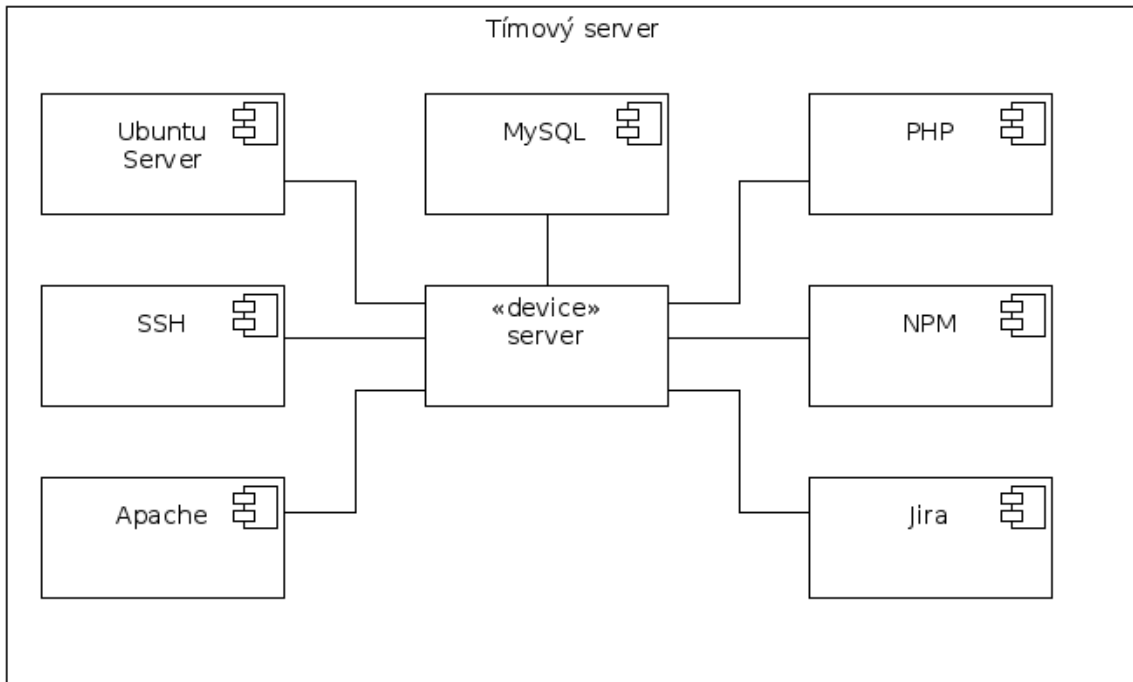 Tímový server
Ubuntu
Server
MySQL
PHP
SSH
«device»
server
NPM
Apache
Jira